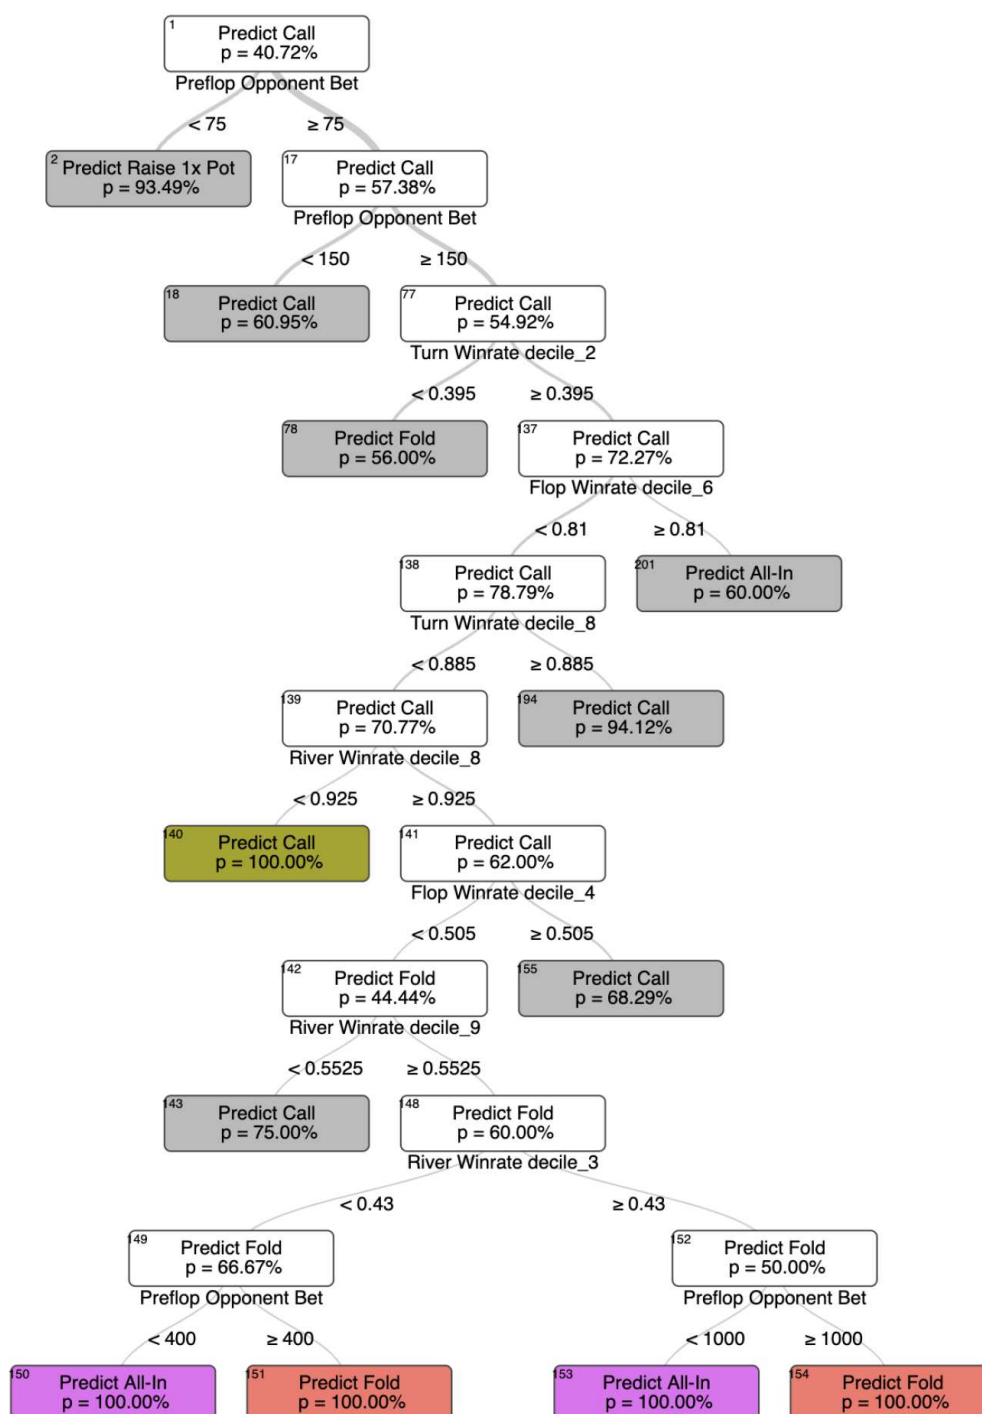 1
Predict Call
p = 40.72%
Preflop Opponent Bet
< 75
≥ 75
2
Predict Raise 1x Pot
p = 93.49%
17
Predict Call
p = 57.38%
Preflop Opponent Bet
< 150
≥ 150
18
Predict Call
p = 60.95%
77
Predict Call
p = 54.92%
Turn Winrate decile_2
< 0.395
≥ 0.395
78
Predict Fold
p = 56.00%
137
Predict Call
p = 72.27%
Flop Winrate decile_6
< 0.81
≥ 0.81
138
Predict Call
p = 78.79%
Turn Winrate decile_8
201
Predict All-In
p = 60.00%
< 0.885
≥ 0.885
139
Predict Call
p = 70.77%
River Winrate decile_8
194
Predict Call
p = 94.12%
< 0.925
≥ 0.925
140
Predict Call
p = 100.00%
141
Predict Call
p = 62.00%
Flop Winrate decile_4
< 0.505
≥ 0.505
142
Predict Fold
p = 44.44%
River Winrate decile_9
155
Predict Call
p = 68.29%
< 0.5525
≥ 0.5525
143
Predict Call
p = 75.00%
148
Predict Fold
p = 60.00%
River Winrate decile_3
< 0.43
≥ 0.43
149
Predict Fold
p = 66.67%
Preflop Opponent Bet
152
Predict Fold
p = 50.00%
Preflop Opponent Bet
< 400
≥ 400
< 1000
≥ 1000
150
Predict All-In
p = 100.00%
151
Predict Fold
p = 100.00%
153
Predict All-In
p = 100.00%
154
Predict Fold
p = 100.00%